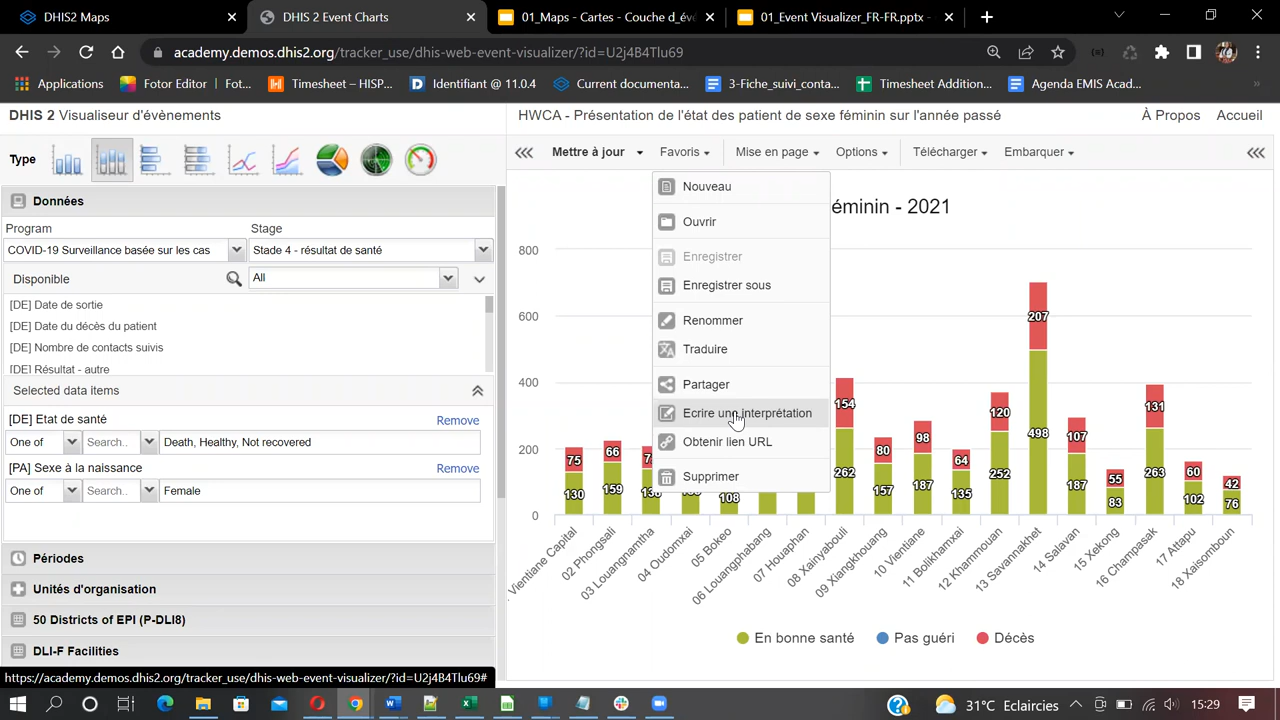 DHIS2 Maps
DHIS 2 Event Charts
01_Maps - Cartes - Couche d_évé
01_Event Visualizer_FR-FR.pptx -
academy.demos.dhis2.org/tracker_use/dhis-web-event-visualizer/?id=U2j4B4Tlu69
Applications
Fotor Editor | Fot...
Timesheet – HISP...
Identifiant @ 11.0.4
Current documenta...
3-Fiche_suivi_conta...
Timesheet Addition...
Agenda EMIS Acad...
DHIS 2 Visualiseur d'évènements
HWCA - Présentation de l'état des patient de sexe féminin sur l'année passé
À Propos
Accueil
Type
Mettre à jour
Favoris
Mise en page
Options
Télécharger
Embarquer
Données
Program
Stage
COVID-19 Surveillance basée sur les cas
Stade 4 - résultat de santé
Disponible
All
[DE] Date de sortie
[DE] Date du décès du patient
[DE] Nombre de contacts suivis
[DE] Résultat - autre
Selected data items
[DE] Etat de santé
Remove
One of
Search..
Death, Healthy, Not recovered
[PA] Sexe à la naissance
Remove
One of
Search..
Female
Périodes
Unités d'organisation
50 Districts of EPI (P-DLI8)
DLI-F Facilities
https://academy.demos.dhis2.org/tracker_use/dhis-web-event-visualizer/?id=U2j4B4Tlu69#
Nouveau
Ouvrir
Enregistrer
Enregistrer sous
Renommer
Traduire
Partager
Ecrire une interprétation
Obtenir lien URL
Supprimer
éminin - 2021
800
600
400
200
0
75
130
66
159
108
154
262
80
157
98
187
64
135
120
252
207
498
107
187
55
83
131
263
60
102
42
76
Vientiane Capital
02 Phongsali
03 Louangnamtha
04 Oudomxai
05 Bokeo
06 Louangphabang
07 Houaphan
08 Xainyabouli
09 Xiangkhouang
10 Vientiane
11 Bolikhamxai
12 Khammouan
13 Savannakhet
14 Salavan
15 Xekong
16 Champasak
17 Attapu
18 Xaisomboun
En bonne santé
Pas guéri
Décès
31°C Eclaircies
15:29